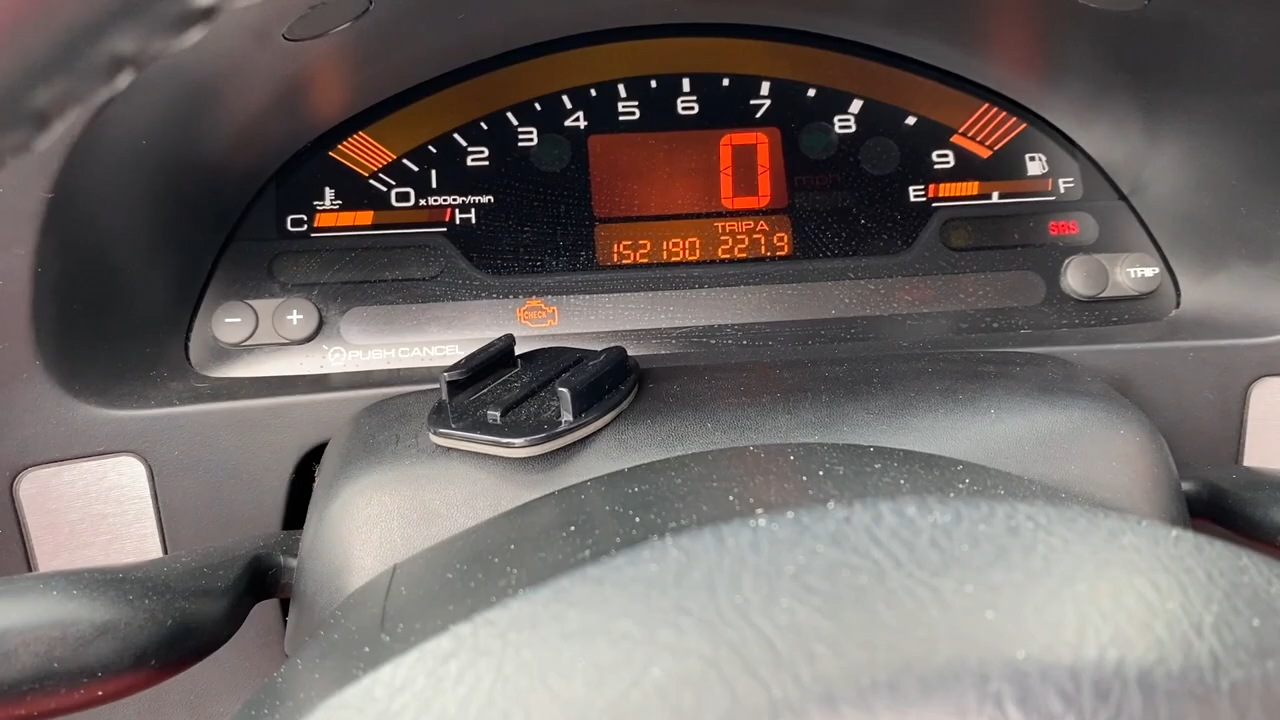 0 1 2 3 4 5 6 7 8 9
x1000r/min
0
mph
C H
E F
TRIP A
152190 227.9
SRS
- +
TRIP
CHECK
PUSH CANCEL